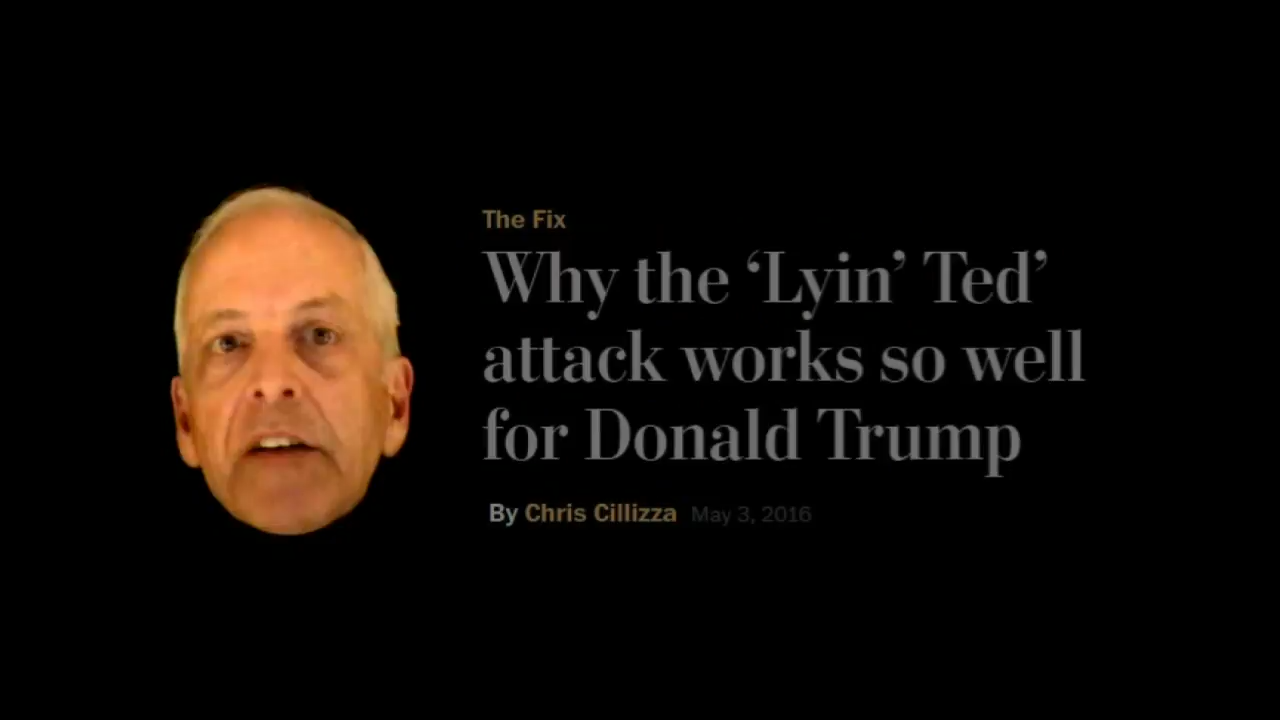 The Fix
Why the ‘Lyin’ Ted’
attack works so well
for Donald Trump
By Chris Cillizza May 3, 2016